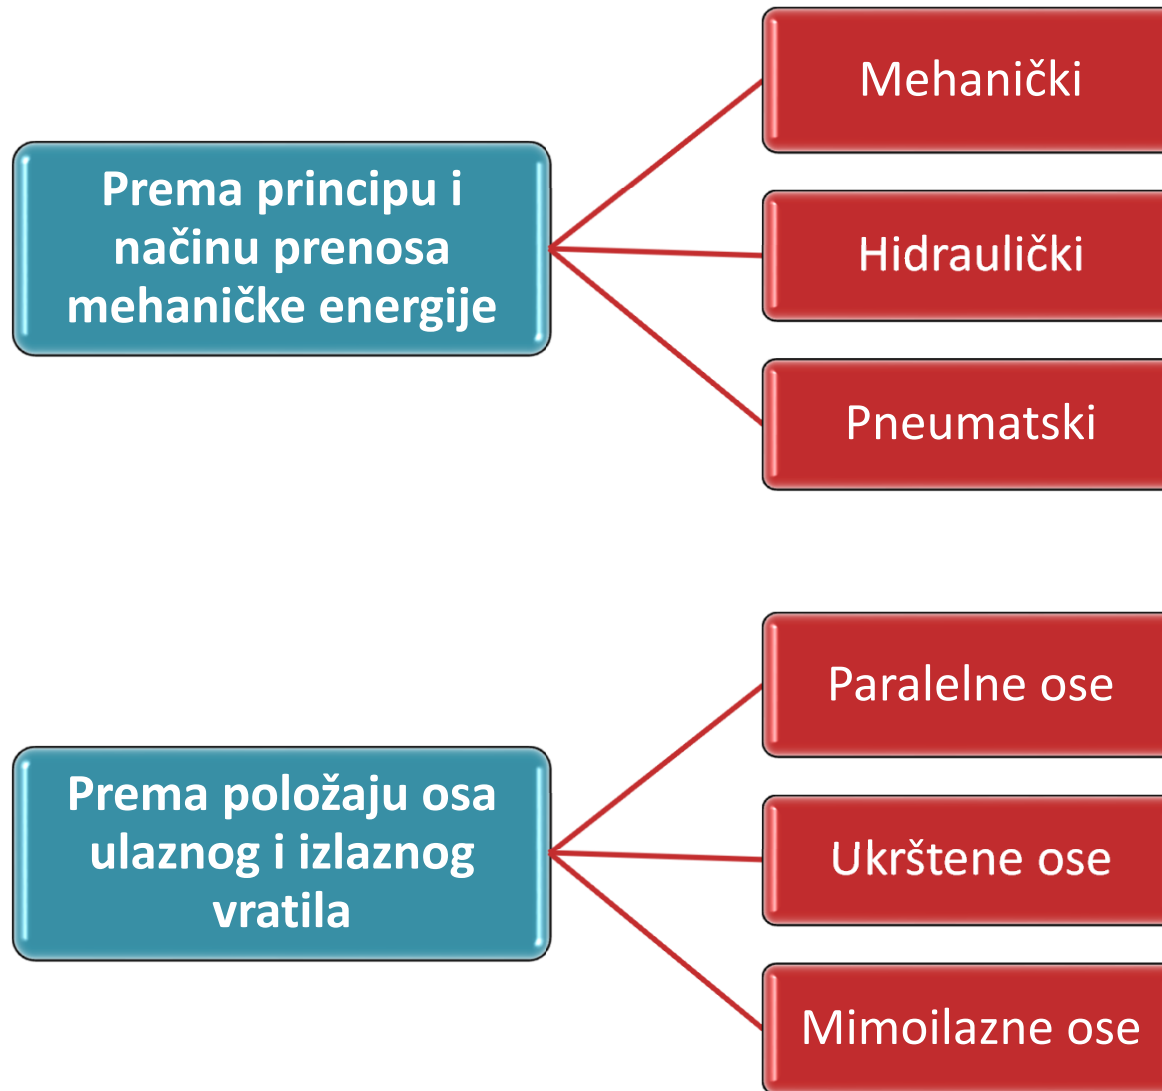 Prema principu i
načinu prenosa
mehaničke energije
Mehanički
Hidraulički
Pneumatski
Prema položaju osa
ulaznog i izlaznog
vratila
Paralelne ose
Ukrštene ose
Mimoilazne ose